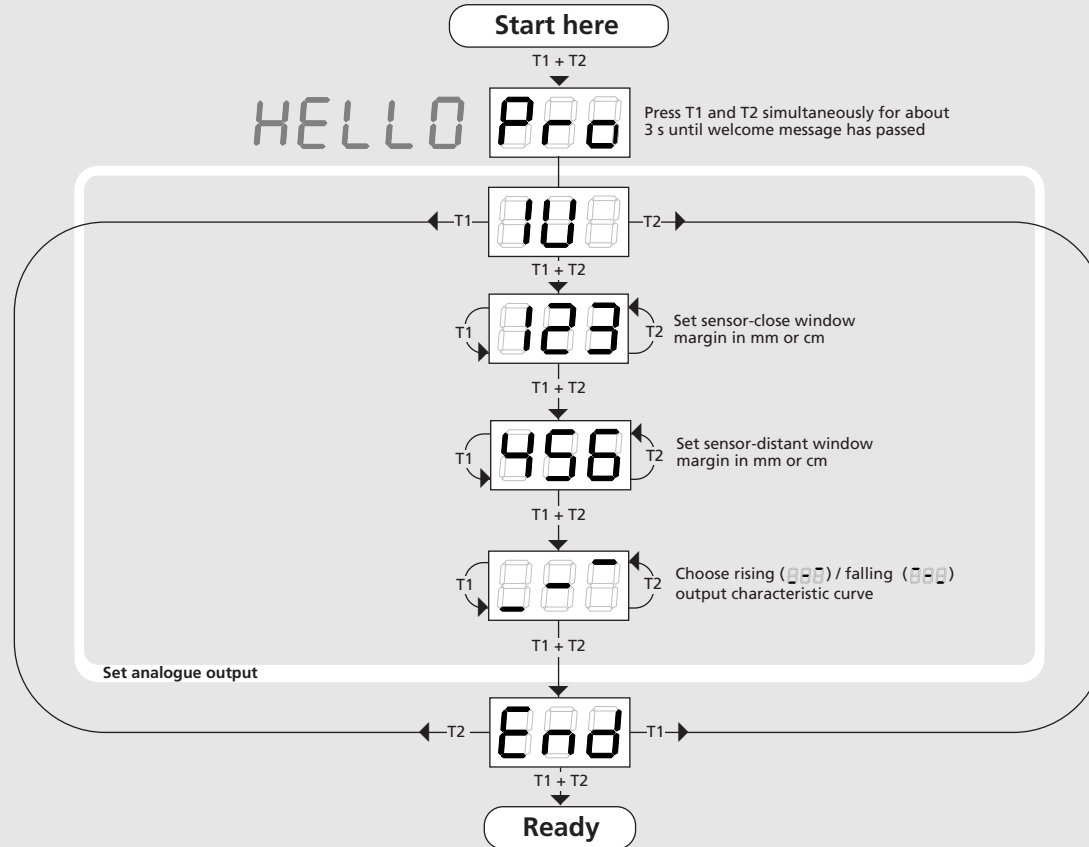 Start here
T1 + T2
HELLO Pro
Press T1 and T2 simultaneously for about
3 s until welcome message has passed
T1 IU T2
T1 + T2
T1 123 T2
Set sensor-close window
margin in mm or cm
T1 + T2
T1 456 T2
Set sensor-distant window
margin in mm or cm
T1 + T2
T1 _-¯ T2
Choose rising (_-¯) / falling (¯-_)
output characteristic curve
T1 + T2
Set analogue output
T2 End T1
T1 + T2
Ready